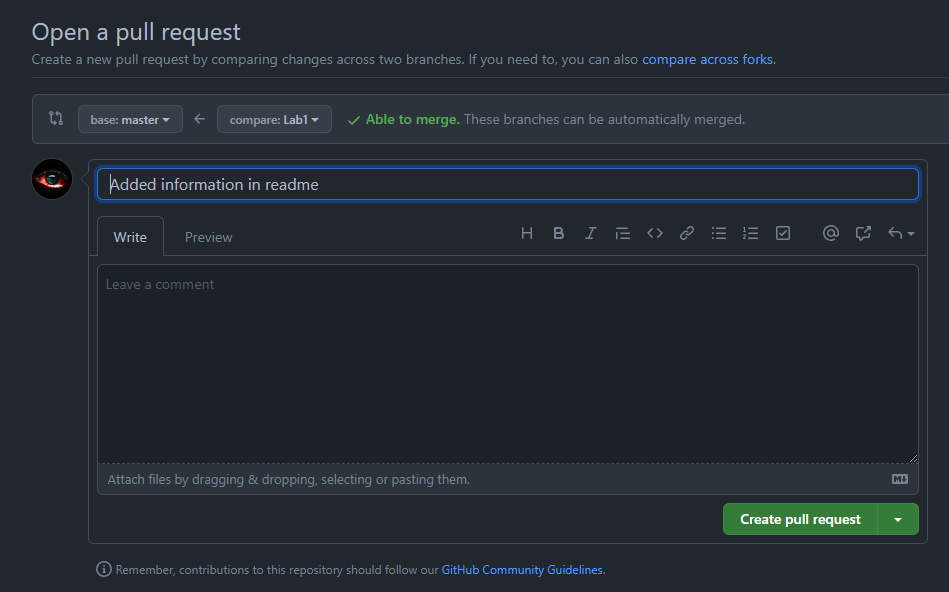 Open a pull request
Create a new pull request by comparing changes across two branches. If you need to, you can also compare across forks.
base: master
compare: Lab1
Able to merge. These branches can be automatically merged.
Added information in readme
Write
Preview
Leave a comment
Attach files by dragging & dropping, selecting or pasting them.
Create pull request
Remember, contributions to this repository should follow our GitHub Community Guidelines.